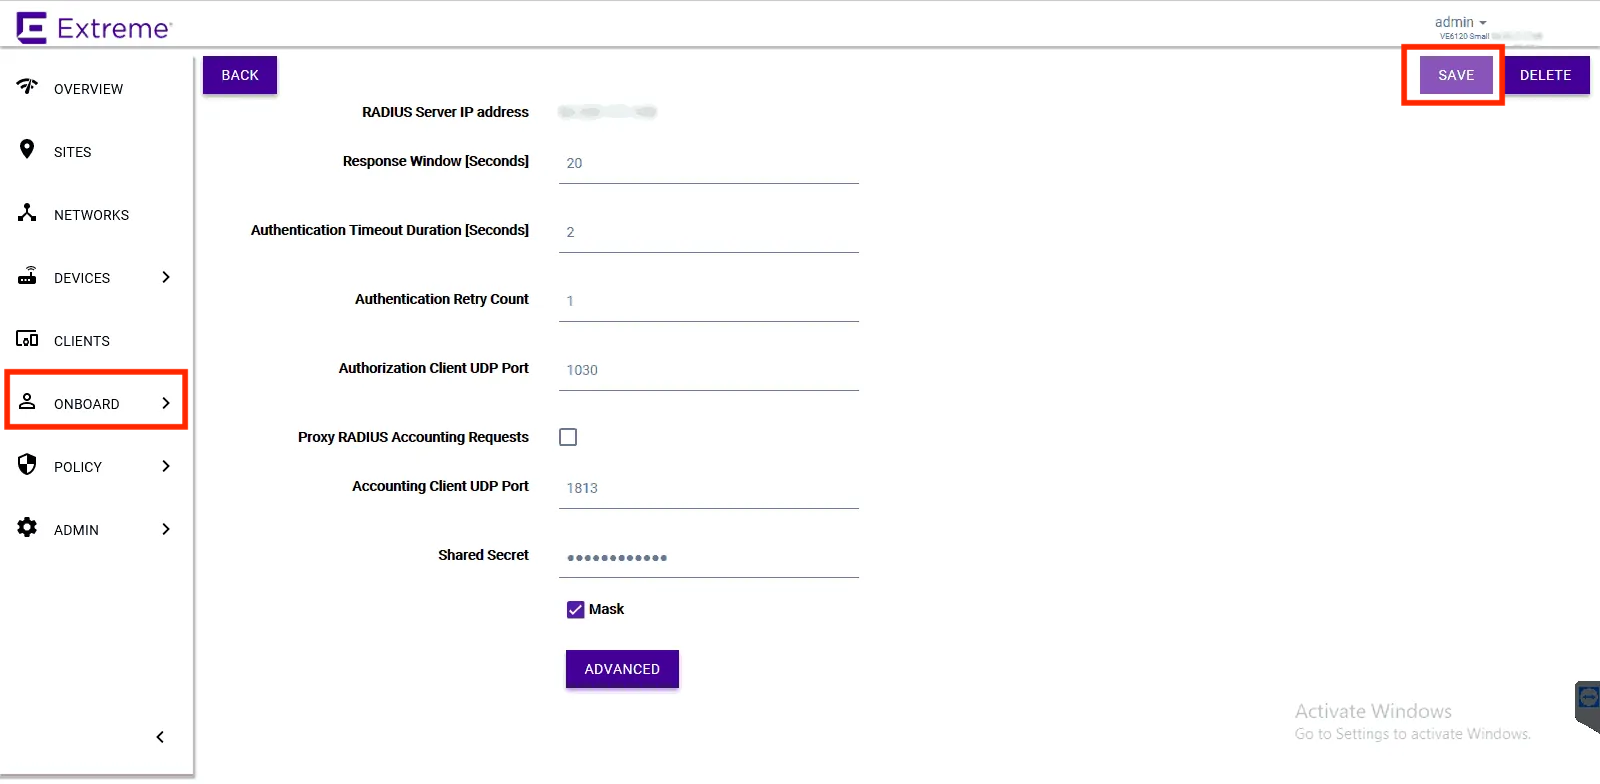 Extreme
admin
VE6120 Small
OVERVIEW
SITES
NETWORKS
DEVICES
CLIENTS
ONBOARD
POLICY
ADMIN
BACK
SAVE
DELETE
RADIUS Server IP address
Response Window [Seconds] 20
Authentication Timeout Duration [Seconds] 2
Authentication Retry Count 1
Authorization Client UDP Port 1030
Proxy RADIUS Accounting Requests
Accounting Client UDP Port 1813
Shared Secret ••••••••••••
Mask
ADVANCED
Activate Windows
Go to Settings to activate Windows.